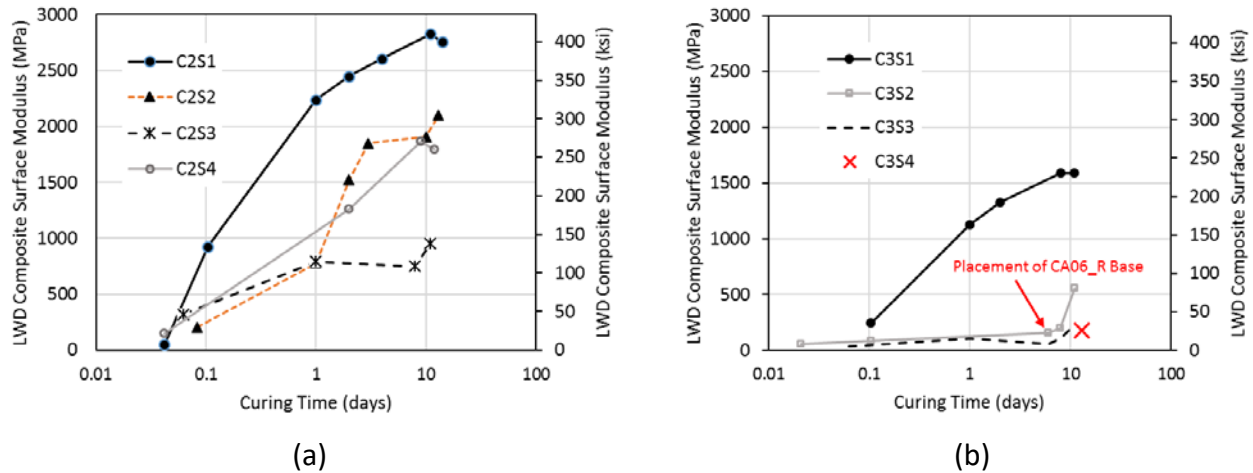 LWD Composite Surface Modulus (MPa)
3000
2500
2000
1500
1000
500
0
C2S1
C2S2
C2S3
C2S4
400
350
300
250
200
150
100
50
0
LWD Composite Surface Modulus (ksi)
0.01 0.1 1 10 100
Curing Time (days)
(a)
LWD Composite Surface Modulus (MPa)
3000
2500
2000
1500
1000
500
0
C3S1
C3S2
C3S3
C3S4
Placement of CA06_R Base
400
350
300
250
200
150
100
50
0
LWD Composite Surface Modulus (ksi)
0.01 0.1 1 10 100
Curing Time (days)
(b)